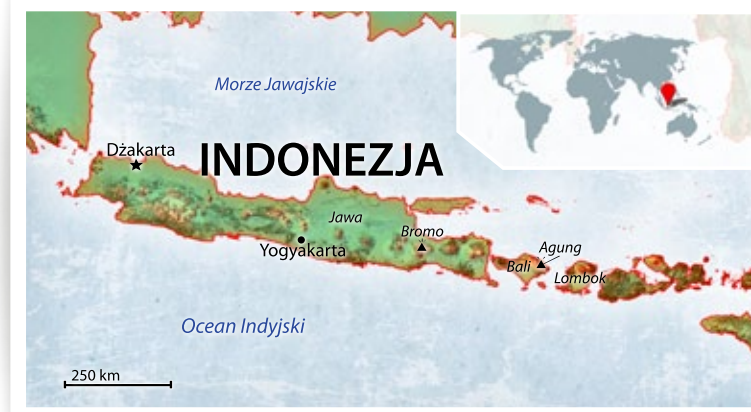 Morze Jawajskie
Dżakarta
INDONEZJA
Jawa
Bromo
Yogyakarta
Agung
Bali
Lombok
Ocean Indyjski
250 km